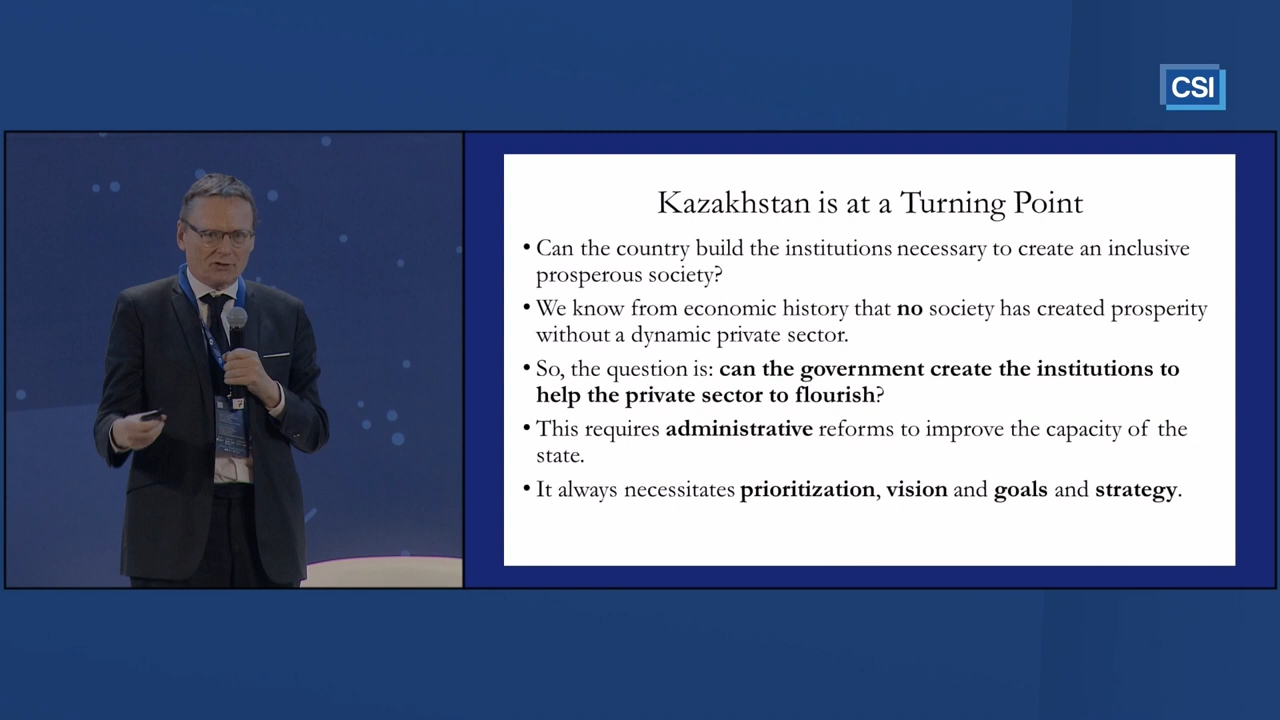 CSI
Kazakhstan is at a Turning Point
• Can the country build the institutions necessary to create an inclusive
prosperous society?
• We know from economic history that no society has created prosperity
without a dynamic private sector.
• So, the question is: can the government create the institutions to
help the private sector to flourish?
• This requires administrative reforms to improve the capacity of the
state.
• It always necessitates prioritization, vision and goals and strategy.